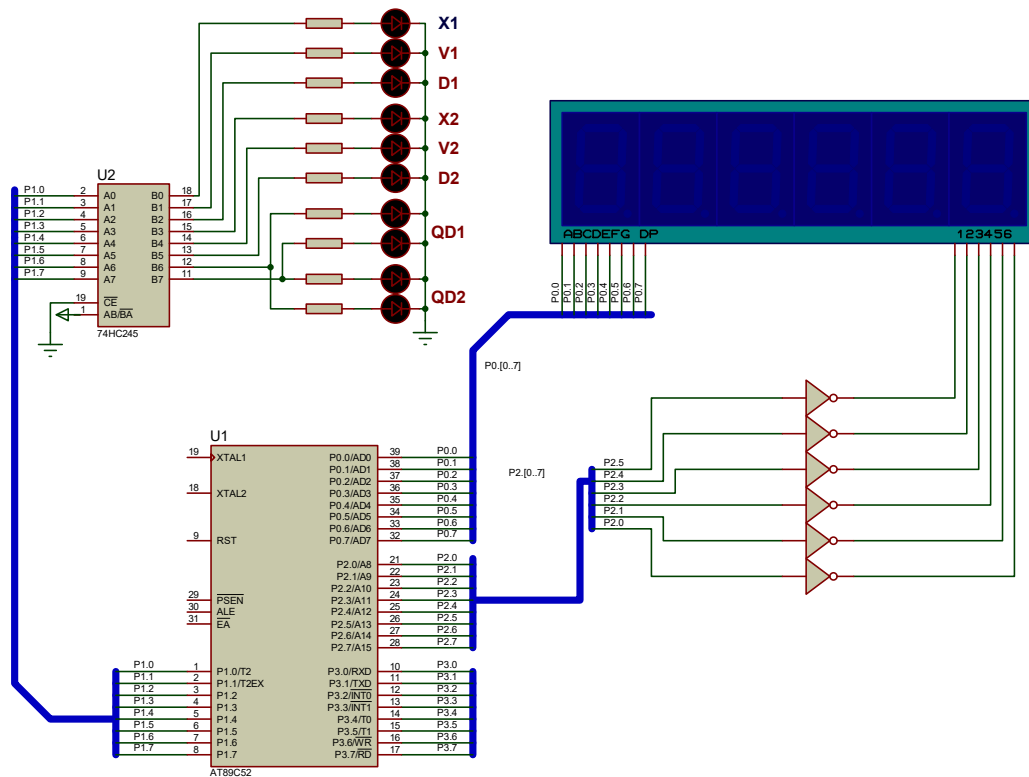 X1
V1
D1
X2
V2
D2
QD1
QD2
U2
P1.0 2 A0 B0 18
P1.1 3 A1 B1 17
P1.2 4 A2 B2 16
P1.3 5 A3 B3 15
P1.4 6 A4 B4 14
P1.5 7 A5 B5 13
P1.6 8 A6 B6 12
P1.7 9 A7 B7 11
19 CE
1 AB/BA
74HC245
ABCDEFG DP
123456
P0.0
P0.1
P0.2
P0.3
P0.4
P0.5
P0.6
P0.7
P0.[0..7]
P2.[0..7]
P2.5
P2.4
P2.3
P2.2
P2.1
P2.0
U1
19 XTAL1 P0.0/AD0 39 P0.0
P0.1/AD1 38 P0.1
P0.2/AD2 37 P0.2
18 XTAL2 P0.3/AD3 36 P0.3
P0.4/AD4 35 P0.4
P0.5/AD5 34 P0.5
P0.6/AD6 33 P0.6
9 RST P0.7/AD7 32 P0.7
P2.0/A8 21 P2.0
P2.1/A9 22 P2.1
P2.2/A10 23 P2.2
29 PSEN P2.3/A11 24 P2.3
30 ALE P2.4/A12 25 P2.4
31 EA P2.5/A13 26 P2.5
P2.6/A14 27 P2.6
P2.7/A15 28 P2.7
P1.0 1 P1.0/T2 P3.0/RXD 10 P3.0
P1.1 2 P1.1/T2EX P3.1/TXD 11 P3.1
P1.2 3 P1.2 P3.2/INT0 12 P3.2
P1.3 4 P1.3 P3.3/INT1 13 P3.3
P1.4 5 P1.4 P3.4/T0 14 P3.4
P1.5 6 P1.5 P3.5/T1 15 P3.5
P1.6 7 P1.6 P3.6/WR 16 P3.6
P1.7 8 P1.7 P3.7/RD 17 P3.7
AT89C52